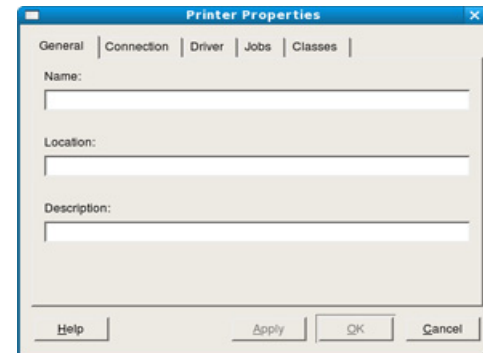 Printer Properties
General Connection Driver Jobs Classes
Name:
Location:
Description:
Help Apply OK Cancel